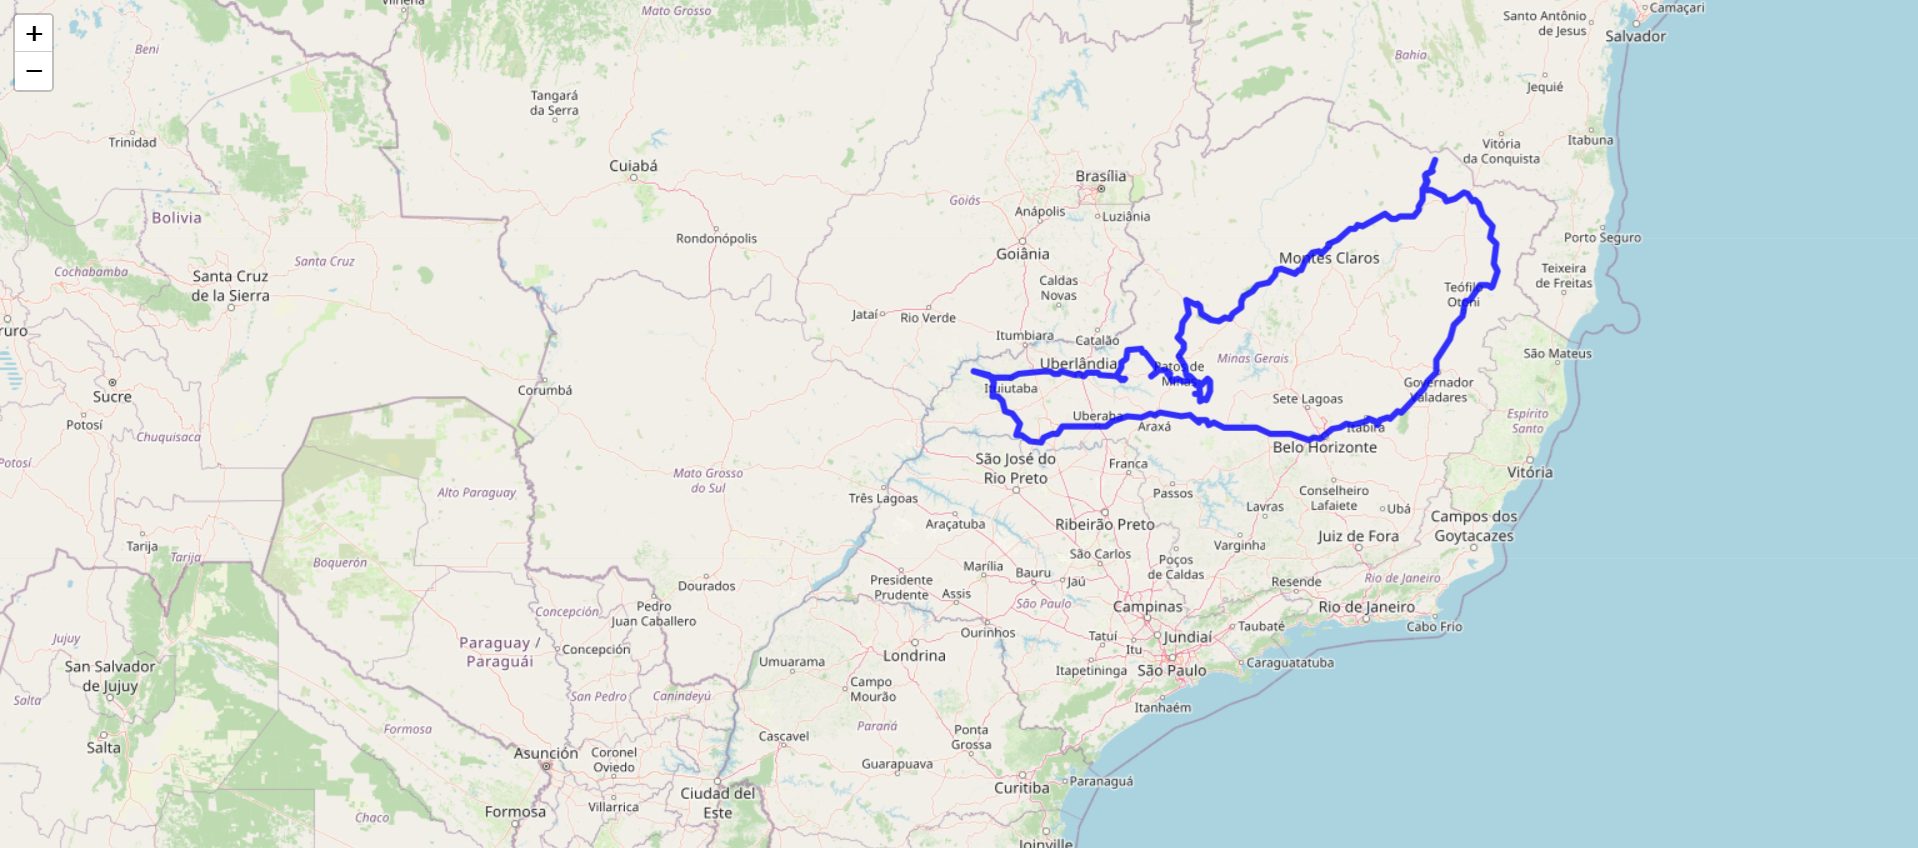 +
−
Vilhena
Mato Grosso
Camaçari
Santo Antônio
de Jesus
Salvador
Beni
Bahia
Jequié
Tangará
da Serra
Trinidad
Itabuna
Vitória
da Conquista
Cuiabá
Brasília
Goiás
Anápolis
Luziânia
Bolivia
Rondonópolis
Porto Seguro
Goiânia
Montes Claros
Cochabamba
Santa Cruz
Santa Cruz
de la Sierra
Teixeira
de Freitas
Caldas
Novas
Teófilo
Otoni
Jataí
Rio Verde
ruro
Itumbiara
Catalão
São Mateus
Minas Gerais
Uberlândia
Patos de
Minas
Corumbá
Ituiutaba
Governador
Valadares
Sucre
Sete Lagoas
Potosí
Uberaba
Araxá
Itabira
Espírito
Santo
Chuquisaca
Belo Horizonte
Potosí
São José do
Rio Preto
Franca
Vitória
Mato Grosso
do Sul
Alto Paraguay
Três Lagoas
Passos
Conselheiro
Lafaiete
Lavras
Ubá
Araçatuba
Ribeirão Preto
Campos dos
Goytacazes
Juiz de Fora
Tarija
Tarija
Boquerón
São Carlos
Varginha
Poços
de Caldas
Marília
Bauru
Jaú
Presidente
Prudente
Assis
Resende
Rio de Janeiro
Dourados
Concepción
Pedro
Juan Caballero
São Paulo
Campinas
Rio de Janeiro
Cabo Frio
Taubaté
Ourinhos
Tatuí
Jundiaí
Itu
Jujuy
Paraguay /
Paraguái
Concepción
Londrina
Umuarama
Itapetininga
São Paulo
Caraguatatuba
San Salvador
de Jujuy
Salta
San Pedro
Canindeyú
Campo
Mourão
Itanhaém
Formosa
Paraná
Ponta
Grossa
Cascavel
Salta
Asunción
Coronel
Oviedo
Guarapuava
Curitiba
Paranaguá
Ciudad del
Este
Villarrica
Formosa
Chaco
Joinville